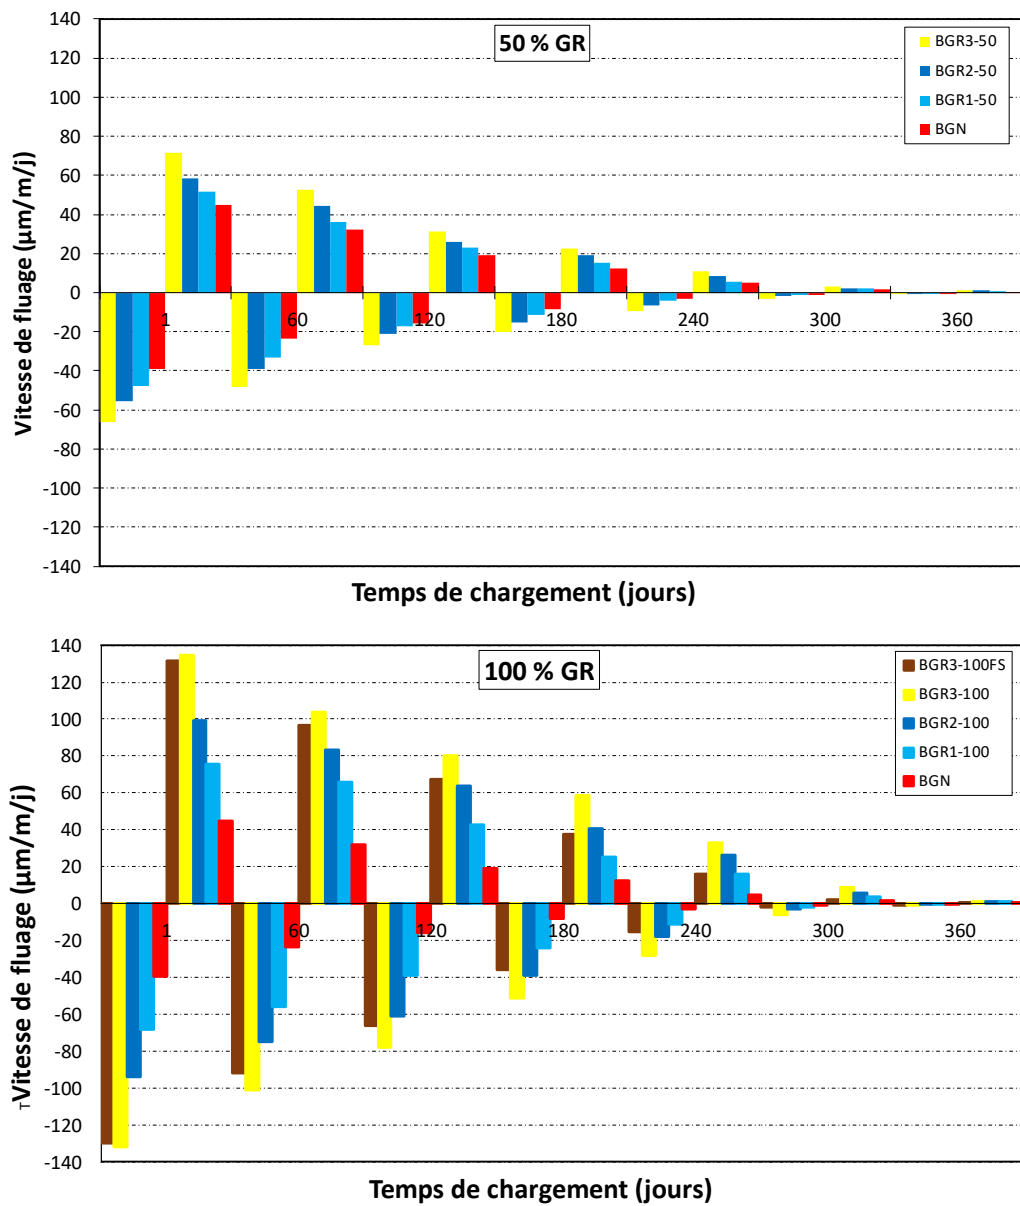 50 % GR
BGR3-50
BGR2-50
BGR1-50
BGN
140
120
100
80
60
40
20
0
-20
-40
-60
-80
-100
-120
-140
Vitesse de fluage (µm/m/j)
1 60 120 180 240 300 360
Temps de chargement (jours)
100 % GR
BGR3-100FS
BGR3-100
BGR2-100
BGR1-100
BGN
140
120
100
80
60
40
20
0
-20
-40
-60
-80
-100
-120
-140
TVitesse de fluage (µm/m/j)
1 60 120 180 240 300 360
Temps de chargement (jours)